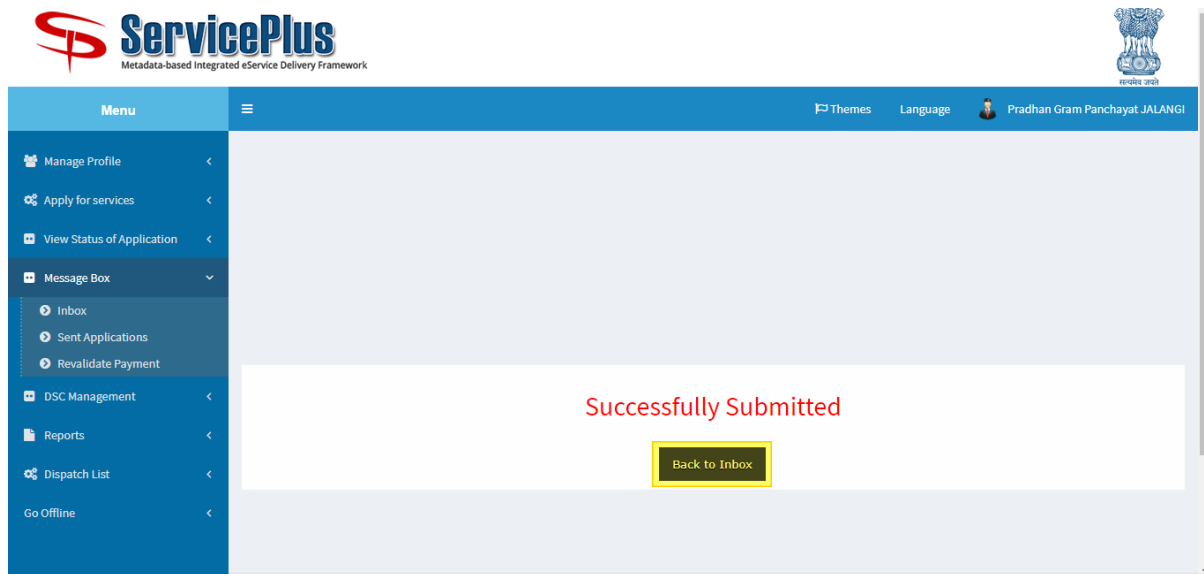 ServicePlus
Metadata-based Integrated eService Delivery Framework
सत्यमेव जयते
Menu
Themes
Language
Pradhan Gram Panchayat JALANGI
Manage Profile
Apply for services
View Status of Application
Message Box
Inbox
Sent Applications
Revalidate Payment
DSC Management
Reports
Dispatch List
Go Offline
Successfully Submitted
Back to Inbox